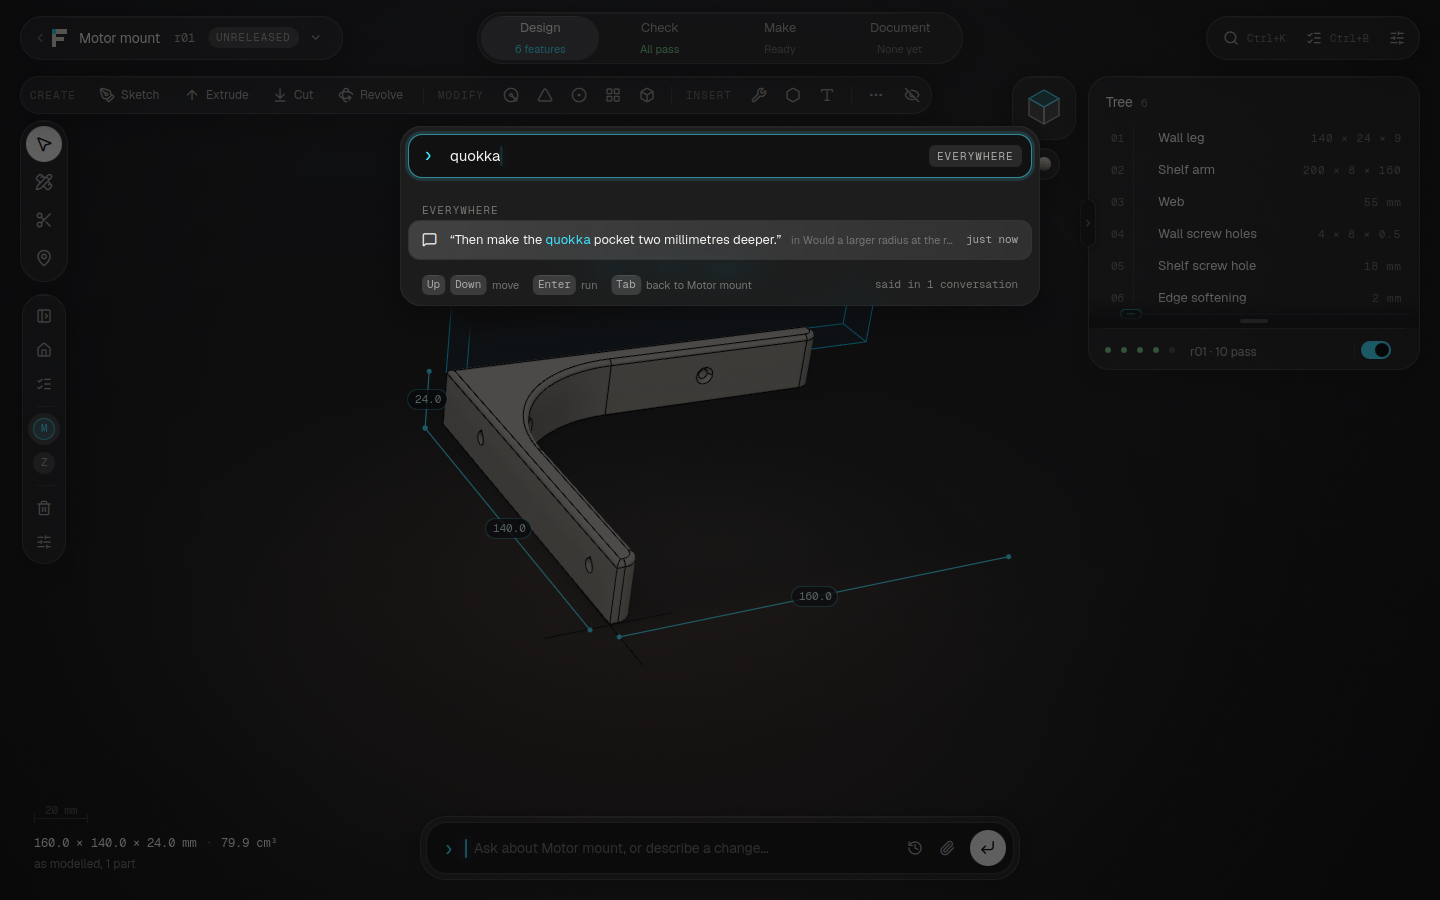 Motor mount r01 UNRELEASED
Design
6 features
Check
All pass
Make
Ready
Document
None yet
Ctrl+K Ctrl+B
CREATE Sketch Extrude Cut Revolve MODIFY INSERT
quokka EVERYWHERE
EVERYWHERE
“Then make the quokka pocket two millimetres deeper.” in Would a larger radius at the r... just now
Up Down move Enter run Tab back to Motor mount said in 1 conversation
Tree 6
01 Wall leg 140 × 24 × 9
02 Shelf arm 200 × 8 × 160
03 Web 55 mm
04 Wall screw holes 4 × 8 × 0.5
05 Shelf screw hole 18 mm
06 Edge softening 2 mm
r01 · 10 pass
M
Z
24.0
140.0
160.0
20 mm
160.0 × 140.0 × 24.0 mm · 79.9 cm³
as modelled, 1 part
Ask about Motor mount, or describe a change...